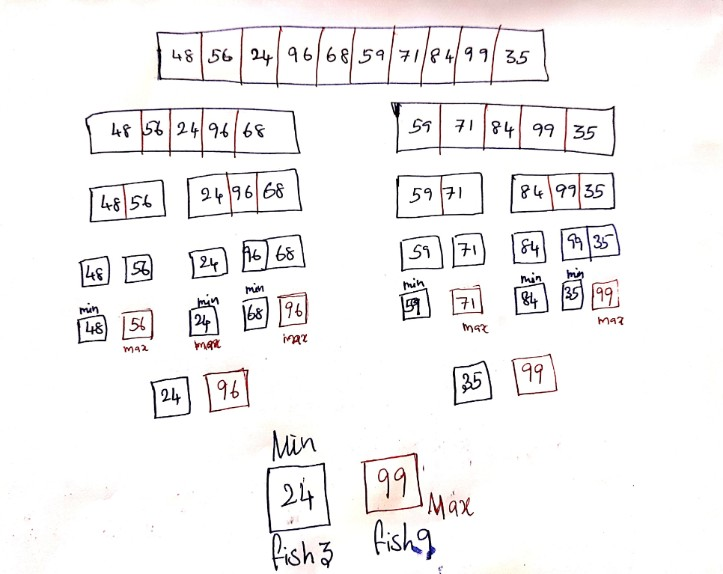 48 56 24 96 68 59 71 84 99 35
48 56 24 96 68 59 71 84 99 35
48 56 24 96 68 59 71 84 99 35
48 56 24 96 68 59 71 84 99 35
min min min min min min
48 56 24 68 96 59 71 84 35 99
max max max max max
24 96 35 99
Min
24 99 Max
fish3 fish9